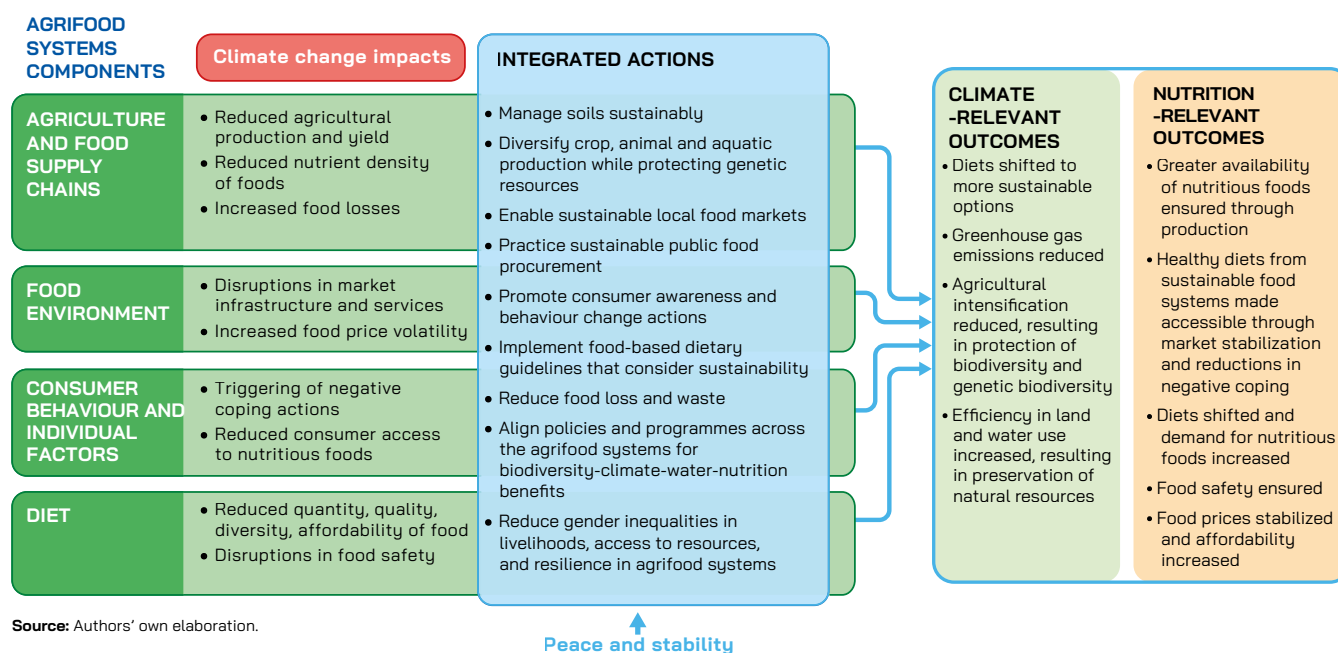 AGRIFOOD
SYSTEMS
COMPONENTS
Climate change impacts
INTEGRATED ACTIONS
AGRICULTURE
AND FOOD
SUPPLY
CHAINS
• Reduced agricultural
production and yield
• Reduced nutrient density
of foods
• Increased food losses
FOOD
ENVIRONMENT
• Disruptions in market
infrastructure and services
• Increased food price volatility
CONSUMER
BEHAVIOUR AND
INDIVIDUAL
FACTORS
• Triggering of negative
coping actions
• Reduced consumer access
to nutritious foods
DIET
• Reduced quantity, quality,
diversity, affordability of food
• Disruptions in food safety
• Manage soils sustainably
• Diversify crop, animal and aquatic
production while protecting genetic
resources
• Enable sustainable local food markets
• Practice sustainable public food
procurement
• Promote consumer awareness and
behaviour change actions
• Implement food-based dietary
guidelines that consider sustainability
• Reduce food loss and waste
• Align policies and programmes across
the agrifood systems for
biodiversity-climate-water-nutrition
benefits
• Reduce gender inequalities in
livelihoods, access to resources,
and resilience in agrifood systems
CLIMATE
-RELEVANT
OUTCOMES
• Diets shifted to
more sustainable
options
• Greenhouse gas
emissions reduced
• Agricultural
intensification
reduced, resulting
in protection of
biodiversity and
genetic biodiversity
• Efficiency in land
and water use
increased, resulting
in preservation of
natural resources
NUTRITION
-RELEVANT
OUTCOMES
• Greater availability
of nutritious foods
ensured through
production
• Healthy diets from
sustainable food
systems made
accessible through
market stabilization
and reductions in
negative coping
• Diets shifted and
demand for nutritious
foods increased
• Food safety ensured
• Food prices stabilized
and affordability
increased
Source: Authors’ own elaboration.
Peace and stability